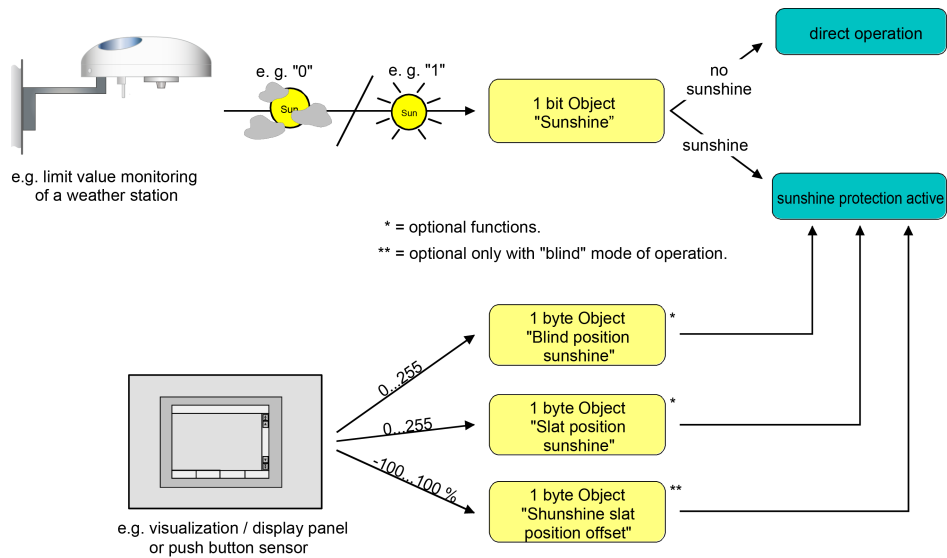 direct operation
e. g. "0"
e. g. "1"
no
sunshine
Sun
Sun
1 bit Object
"Sunshine”
sunshine
e.g. limit value monitoring
of a weather station
sunshine protection active
* = optional functions.
** = optional only with "blind" mode of operation.
1 byte Object
"Blind position
sunshine"
*
0...255
1 byte Object
"Slat position
sunshine"
*
0...255
-100...100 %
1 byte Object
"Shunshine slat
position offset"
**
e.g. visualization / display panel
or push button sensor